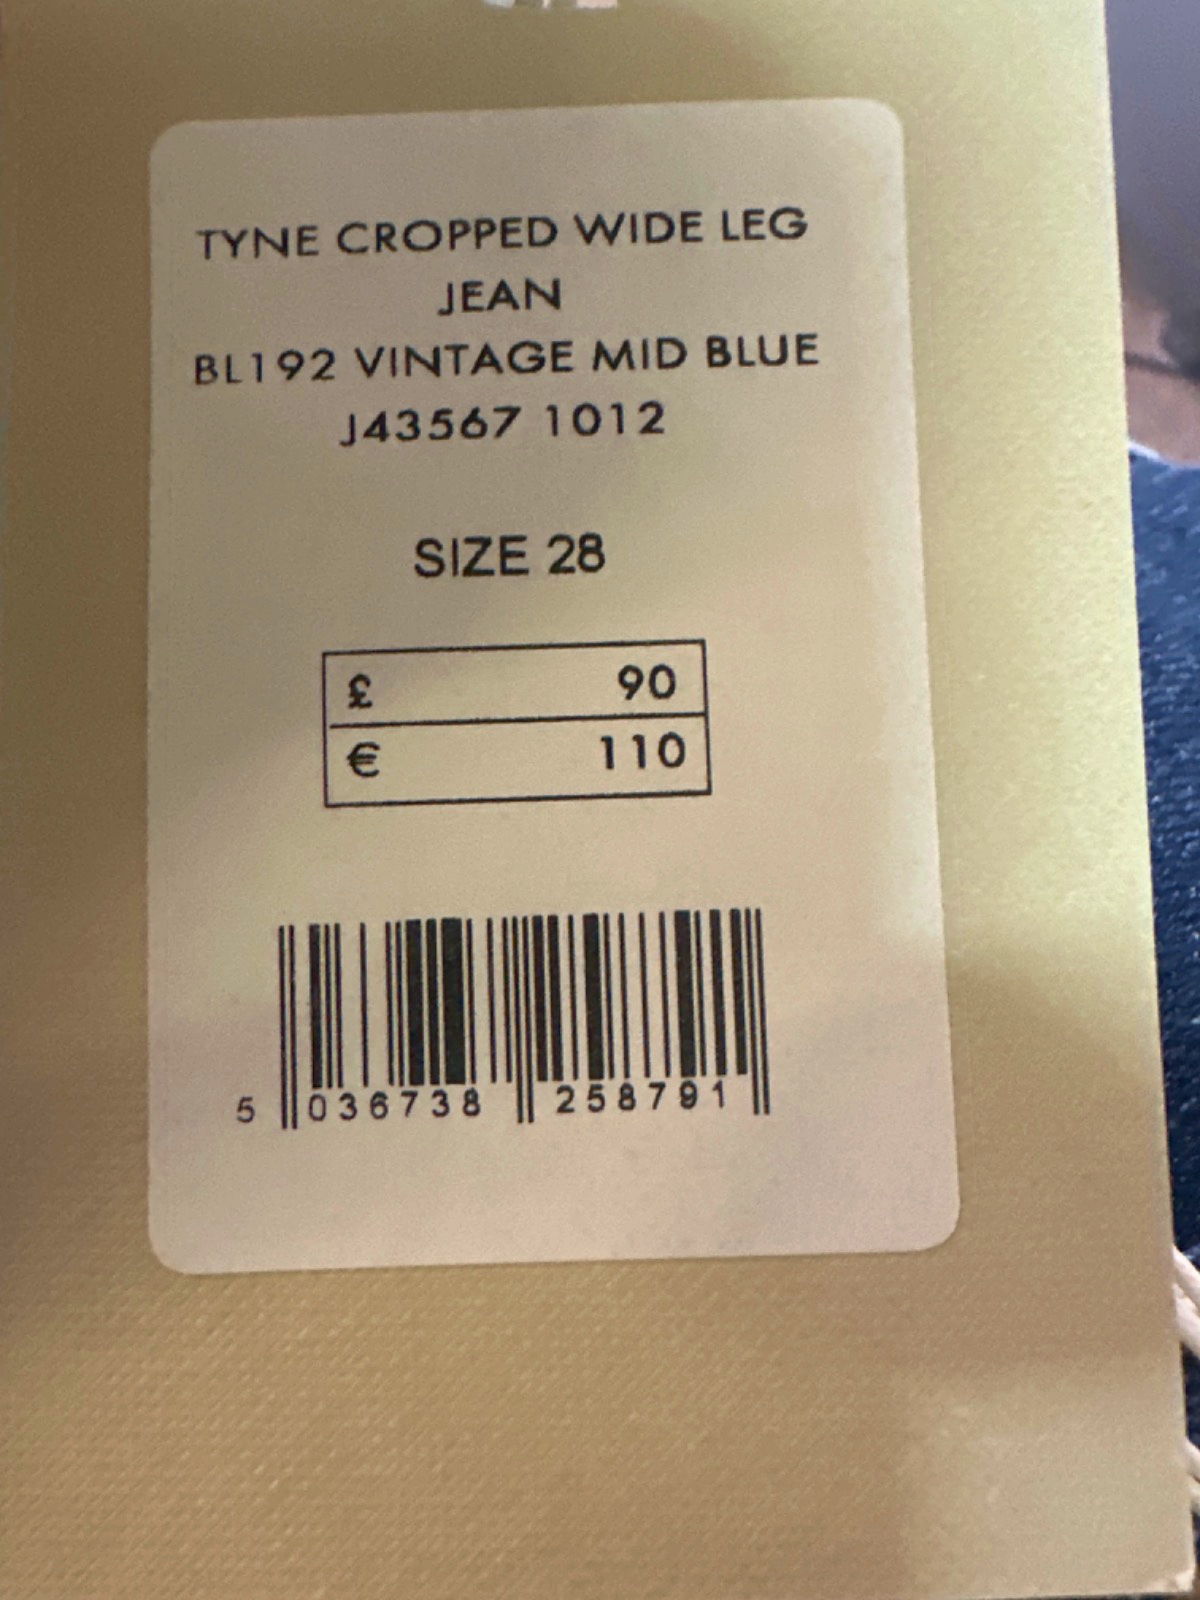 TYNE CROPPED WIDE LEG
JEAN
BL192 VINTAGE MID BLUE
J43567 1012
SIZE 28
£ 90
€ 110
5 036738 258791